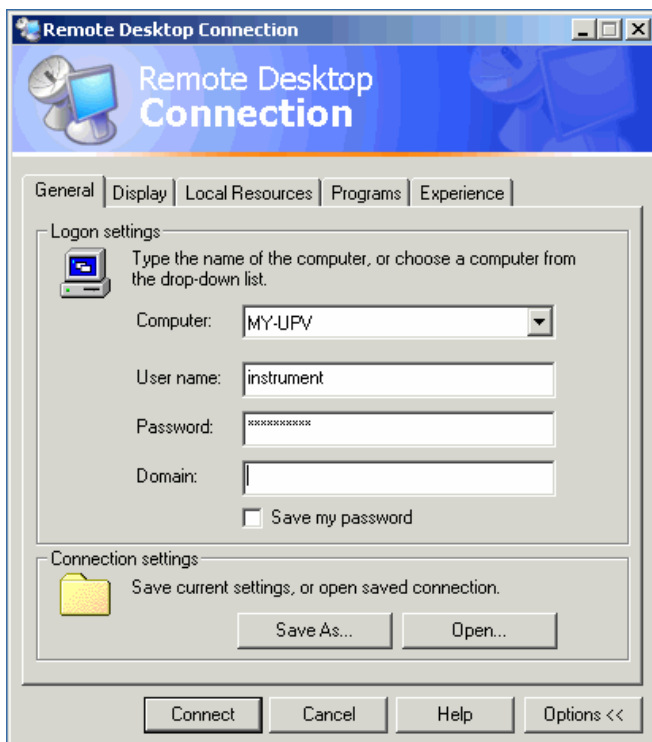 Remote Desktop Connection
Remote Desktop
Connection
General Display Local Resources Programs Experience
Logon settings
Type the name of the computer, or choose a computer from
the drop-down list.
Computer: MY-UPV
User name: instrument
Password: **********
Domain:
Save my password
Connection settings
Save current settings, or open saved connection.
Save As... Open...
Connect Cancel Help Options <<